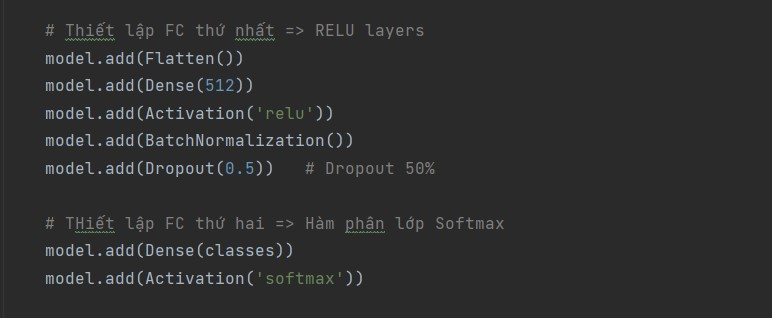 # Thiết lập FC thứ nhất => RELU layers
model.add(Flatten())
model.add(Dense(512))
model.add(Activation('relu'))
model.add(BatchNormalization())
model.add(Dropout(0.5))   # Dropout 50%
# THiết lập FC thứ hai => Hàm phân lớp Softmax
model.add(Dense(classes))
model.add(Activation('softmax'))